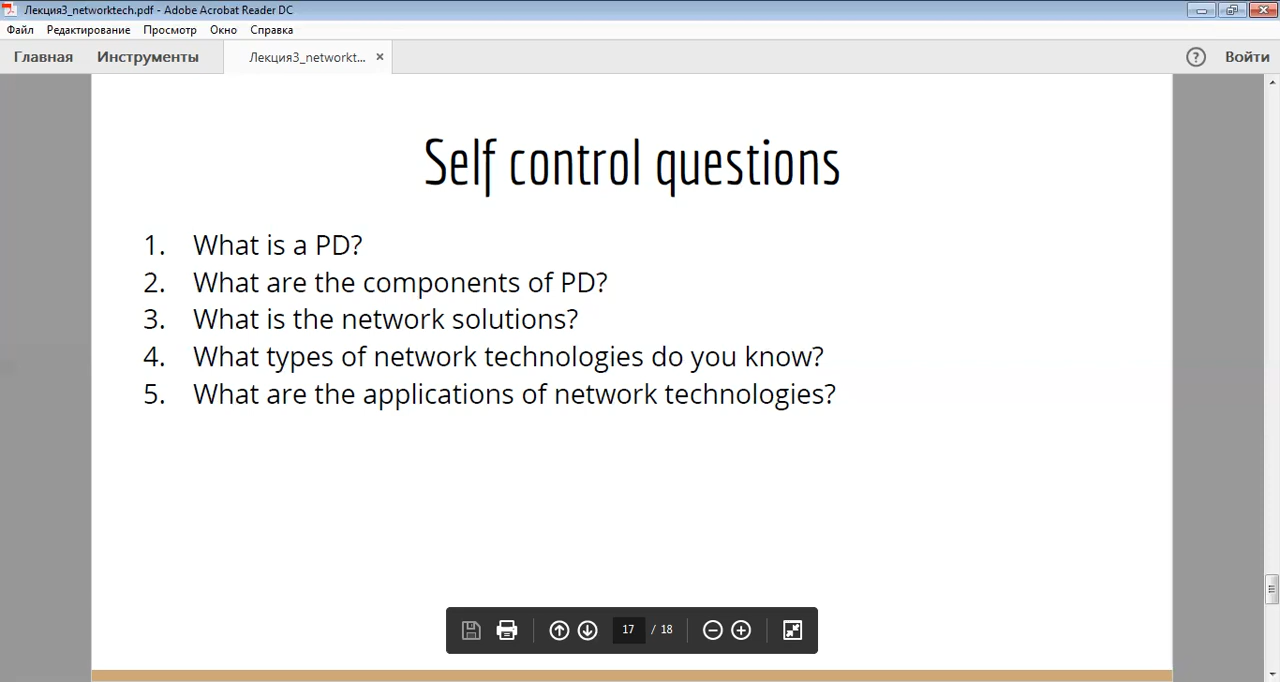 Лекция3_networktech.pdf - Adobe Acrobat Reader DC
Файл Редактирование Просмотр Окно Справка
Главная Инструменты Лекция3_networkt... × ? Войти
Self control questions
1. What is a PD?
2. What are the components of PD?
3. What is the network solutions?
4. What types of network technologies do you know?
5. What are the applications of network technologies?
17 / 18